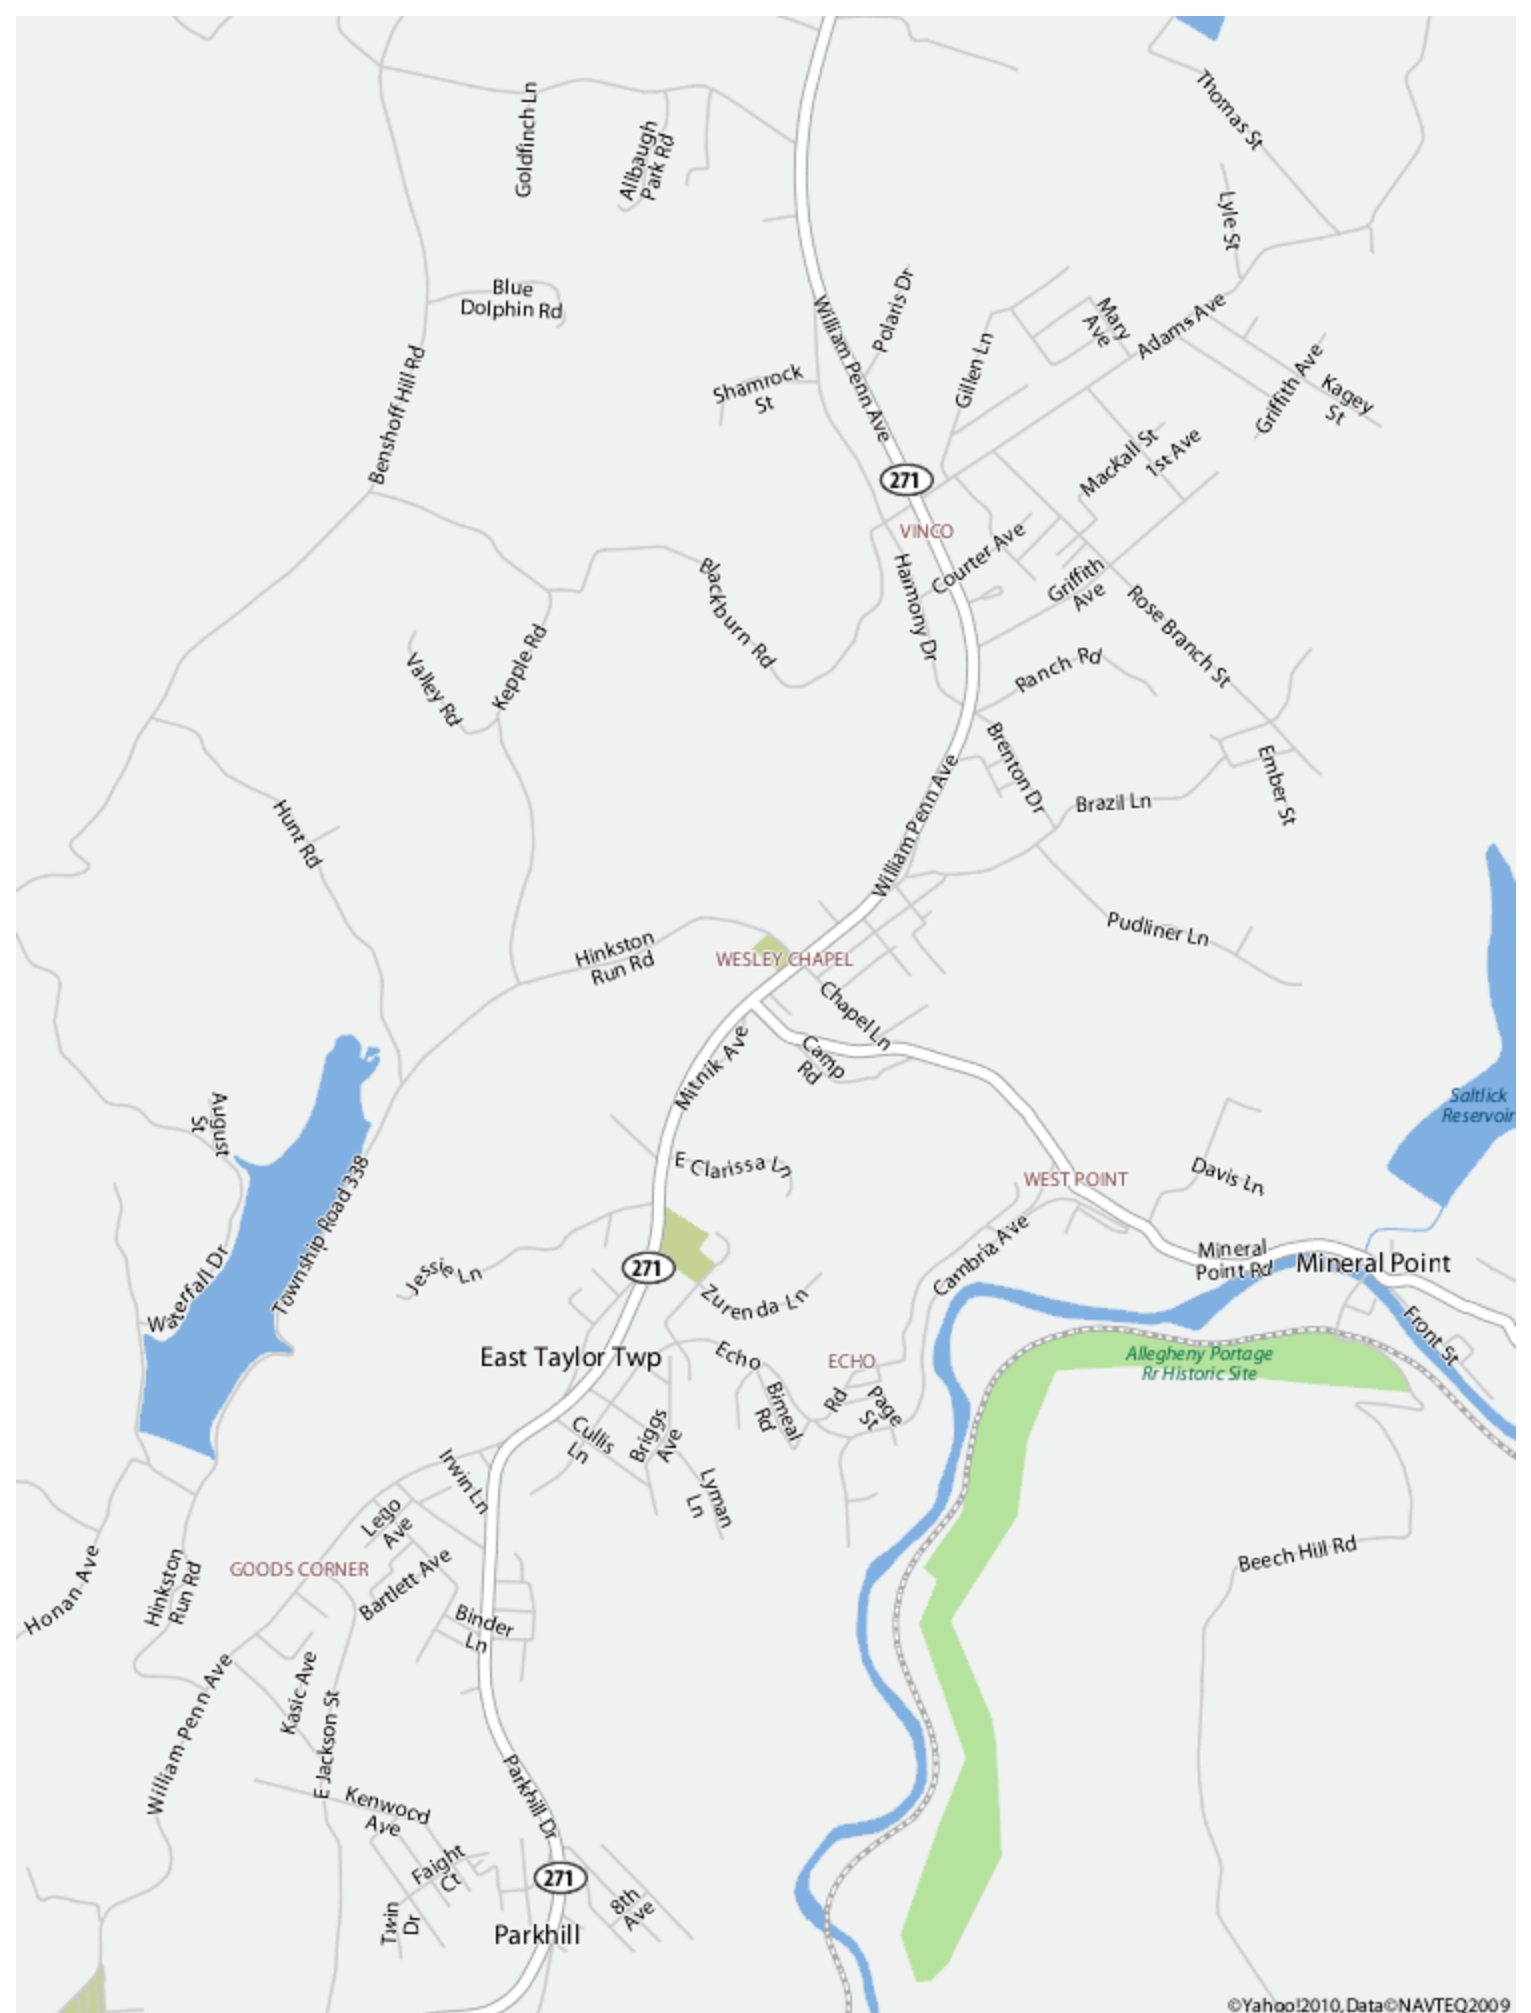 Thomas St
Goldfinch Ln
Allbaugh
Park Rd
Lyle St
Blue
Dolphin Rd
Polaris Dr
William Penn Ave
Mary
Ave
Adams Ave
Gillen Ln
Benshoff Hill Rd
Shamrock
St
Griffith Ave
Kagey
St
MacKall St
1st Ave
271
VINCO
Courter Ave
Harmony Dr
Griffith
Ave
Blackburn Rd
Rose Branch St
Kepple Rd
Valley Rd
Ranch Rd
Brenton Dr
Ember St
William Penn Ave
Brazil Ln
Hunt Rd
Pudliner Ln
Hinkston
Run Rd
WESLEY CHAPEL
Chapel Ln
Mitnik Ave
Camp
Rd
August
St
Saltlick
Reservoir
E Clarissa Ln
Township Road 338
WEST POINT
Davis Ln
Cambria Ave
Waterfall Dr
Jessie Ln
271
Mineral
Point Rd
Mineral Point
Zurenda Ln
Front St
East Taylor Twp
Echo
Rd
ECHO
Allegheny Portage
Rr Historic Site
Bimeal
Rd
Page
St
Cullis
Ln
Briggs
Ave
Irwin Ln
Lyman
Ln
Lego
Ave
Honan Ave
Hinkston
Run Rd
GOODS CORNER
Bartlett Ave
Beech Hill Rd
Binder
Ln
William Penn Ave
Kasic Ave
E Jackson St
Parkhill Dr
Kenwood
Ave
Faight
Ct
271
8th
Ave
Twin
Dr
Parkhill
©Yahoo!2010, Data©NAVTEQ2009